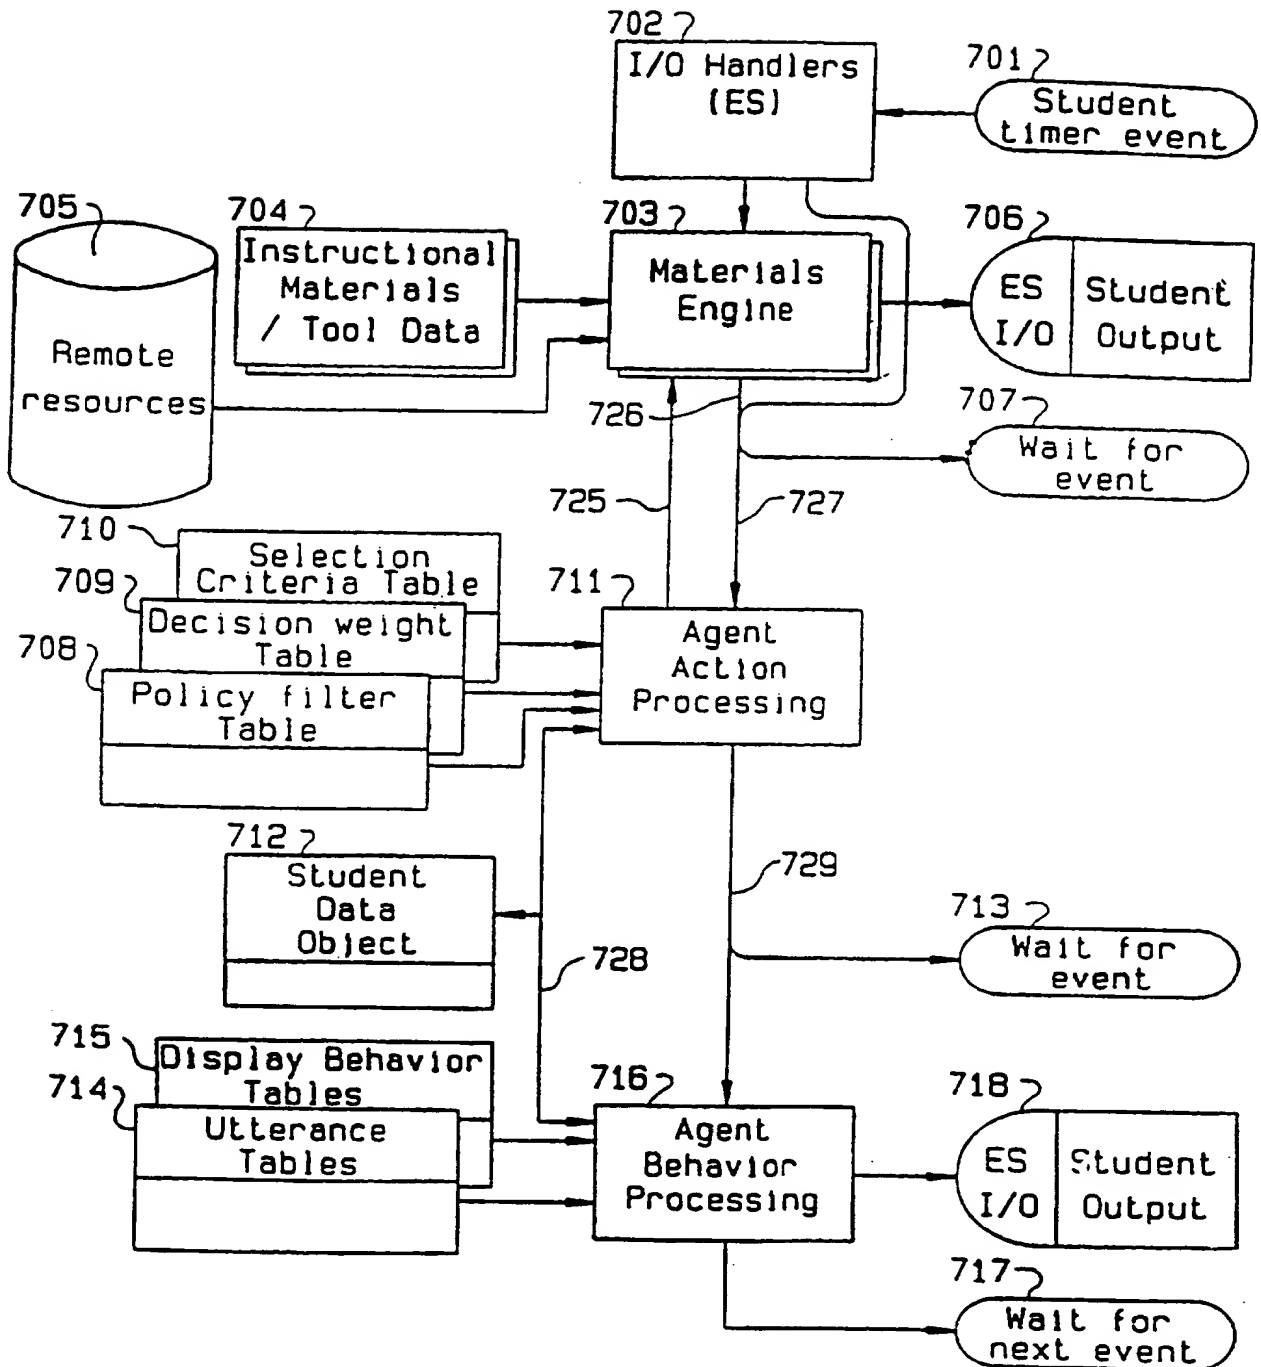 702
I/O Handlers
(ES)
701
Student
timer event
705
Remote
resources
704
Instructional
Materials
/ Tool Data
703
Materials
Engine
706
ES
I/O
Student
Output
726
707
Wait for
event
725
727
710
Selection
Criteria Table
709
Decision weight
Table
708
Policy filter
Table
711
Agent
Action
Processing
712
Student
Data
Object
729
728
713
Wait for
event
715
Display Behavior
Tables
714
Utterance
Tables
716
Agent
Behavior
Processing
718
ES
I/O
Student
Output
717
Wait for
next event